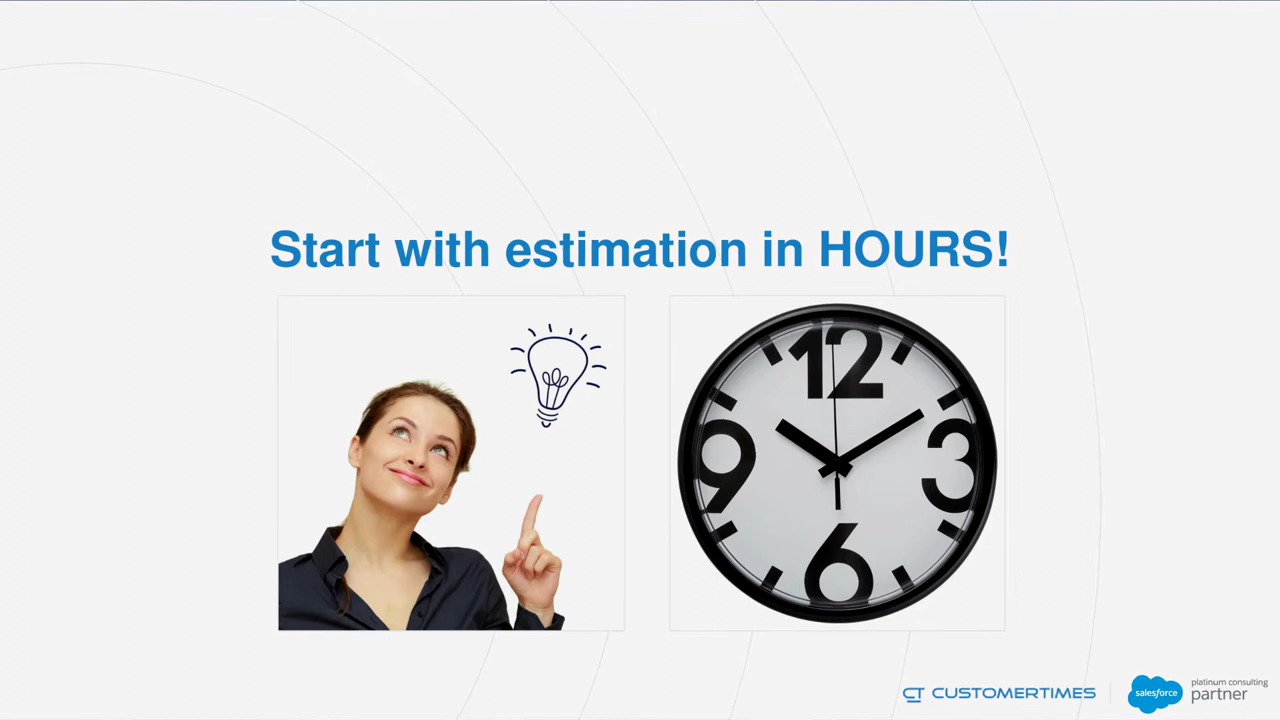 Start with estimation in HOURS!
12
9
3
6
CT CUSTOMERTIMES
salesforce
platinum consulting
partner